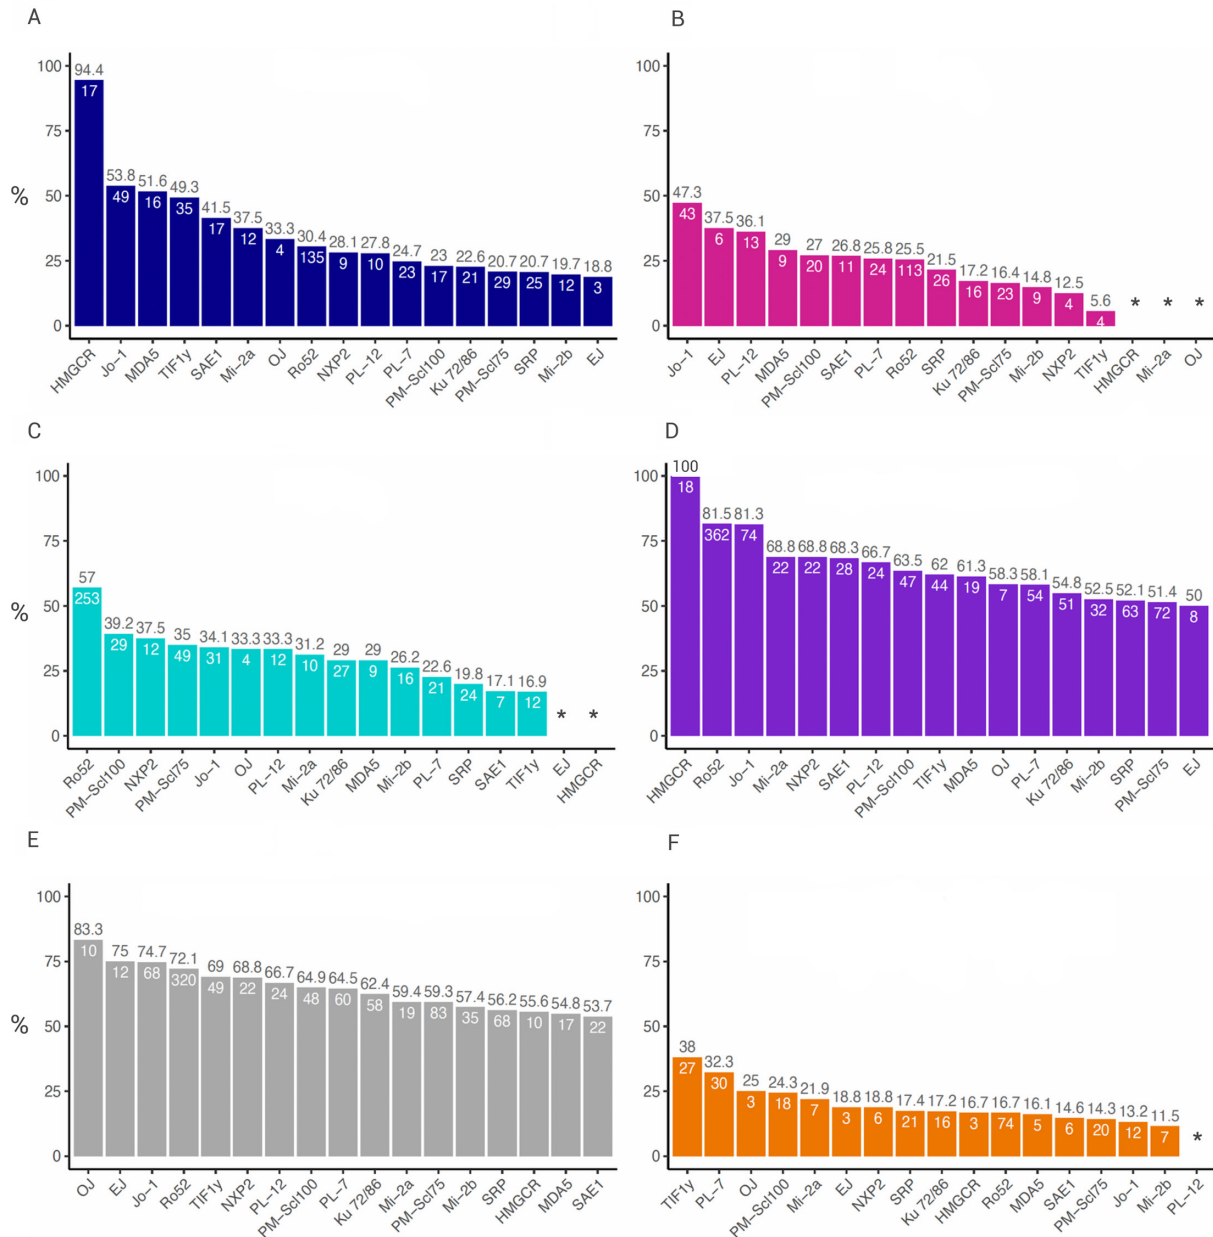 A
100
75
50
25
0
%
94.4 53.8 51.6 49.3 41.5 37.5 33.3 30.4 28.1 27.8 24.7 23 22.6 20.7 20.7 19.7 18.8
17 49 16 35 17 12 4 135 9 10 23 17 21 29 25 12 3
HMGCR Jo-1 MDA5 TIF1y SAE1 Mi-2a OJ Ro52 NXP2 PL-12 PL-7 PM-Scl100 Ku 72/86 PM-Scl75 SRP Mi-2b EJ
B
100
75
50
25
0
47.3 37.5 36.1 29 27 26.8 25.8 25.5 21.5 17.2 16.4 14.8 12.5 5.6 * * *
43 6 13 9 20 11 24 113 26 16 23 9 4 4
Jo-1 EJ PL-12 MDA5 PM-Scl100 SAE1 PL-7 Ro52 SRP Ku 72/86 PM-Scl75 Mi-2b NXP2 TIF1y HMGCR Mi-2a OJ
C
100
75
50
25
0
%
57 39.2 37.5 35 34.1 33.3 33.3 31.2 29 29 26.2 22.6 19.8 17.1 16.9 * *
253 29 12 49 31 4 12 10 27 9 16 21 24 7 12
Ro52 PM-Scl100 NXP2 PM-Scl75 Jo-1 OJ PL-12 Mi-2a Ku 72/86 MDA5 Mi-2b PL-7 SRP SAE1 TIF1y EJ HMGCR
D
100
75
50
25
0
100 81.5 81.3 68.8 68.8 68.3 66.7 63.5 62 61.3 58.3 58.1 54.8 52.5 52.1 51.4 50
18 362 74 22 22 28 24 47 44 19 7 54 51 32 63 72 8
HMGCR Ro52 Jo-1 Mi-2a NXP2 SAE1 PL-12 PM-Scl100 TIF1y MDA5 OJ PL-7 Ku 72/86 Mi-2b SRP PM-Scl75 EJ
E
100
75
50
25
0
%
83.3 75 74.7 72.1 69 68.8 66.7 64.9 64.5 62.4 59.4 59.3 57.4 56.2 55.6 54.8 53.7
10 12 68 320 49 22 24 48 60 58 19 83 35 68 10 17 22
OJ EJ Jo-1 Ro52 TIF1y NXP2 PL-12 PM-Scl100 PL-7 Ku 72/86 Mi-2a PM-Scl75 Mi-2b SRP HMGCR MDA5 SAE1
F
100
75
50
25
0
38 32.3 25 24.3 21.9 18.8 18.8 17.4 17.2 16.7 16.7 16.1 14.6 14.3 13.2 11.5 *
27 30 3 18 7 3 6 21 16 3 74 5 6 20 12 7
TIF1y PL-7 OJ PM-Scl100 Mi-2a EJ NXP2 SRP Ku 72/86 HMGCR Ro52 MDA5 SAE1 PM-Scl75 Jo-1 Mi-2b PL-12